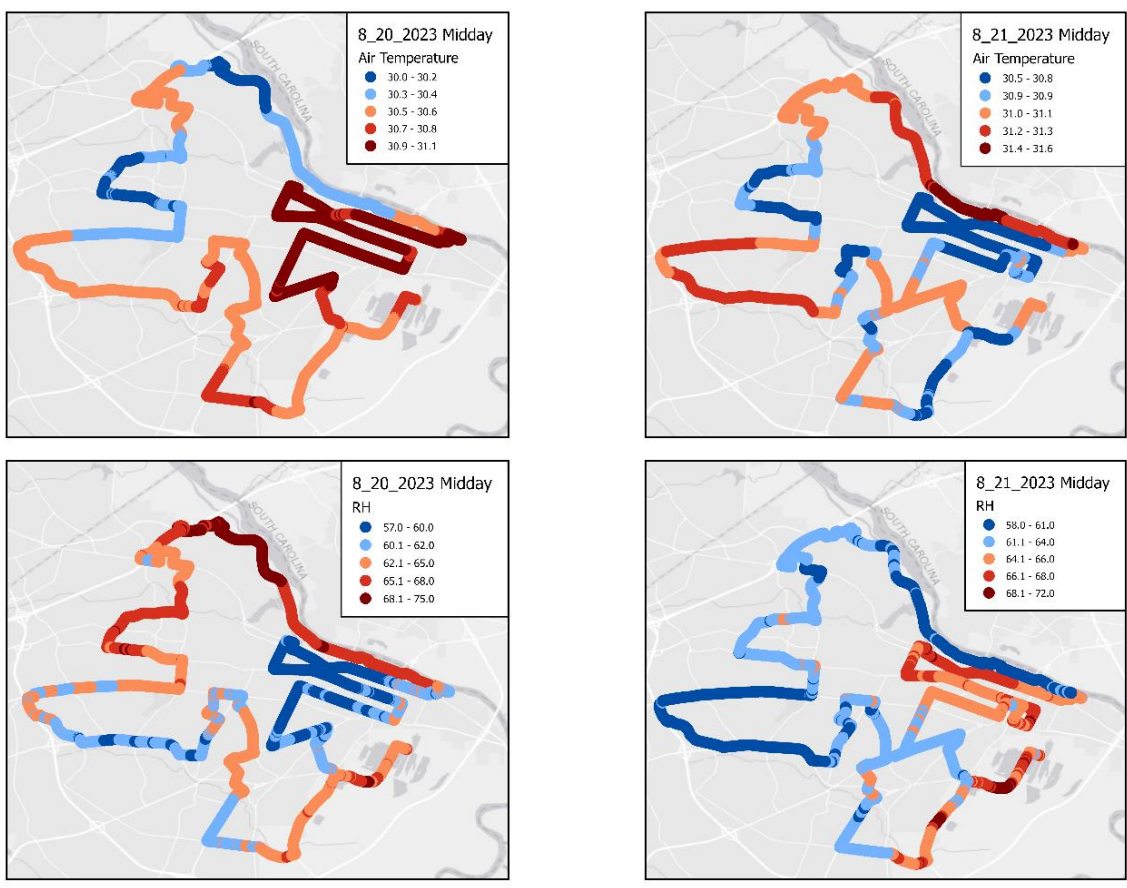 8_20_2023 Midday
Air Temperature
30.0 - 30.2
30.3 - 30.4
30.5 - 30.6
30.7 - 30.8
30.9 - 31.1
SOUTH CAROLINA
8_21_2023 Midday
Air Temperature
30.5 - 30.8
30.9 - 30.9
31.0 - 31.1
31.2 - 31.3
31.4 - 31.6
SOUTH CAROLINA
8_20_2023 Midday
RH
57.0 - 60.0
60.1 - 62.0
62.1 - 65.0
65.1 - 68.0
68.1 - 75.0
SOUTH CAROLINA
8_21_2023 Midday
RH
58.0 - 61.0
61.1 - 64.0
64.1 - 66.0
66.1 - 68.0
68.1 - 72.0
SOUTH CAROLINA